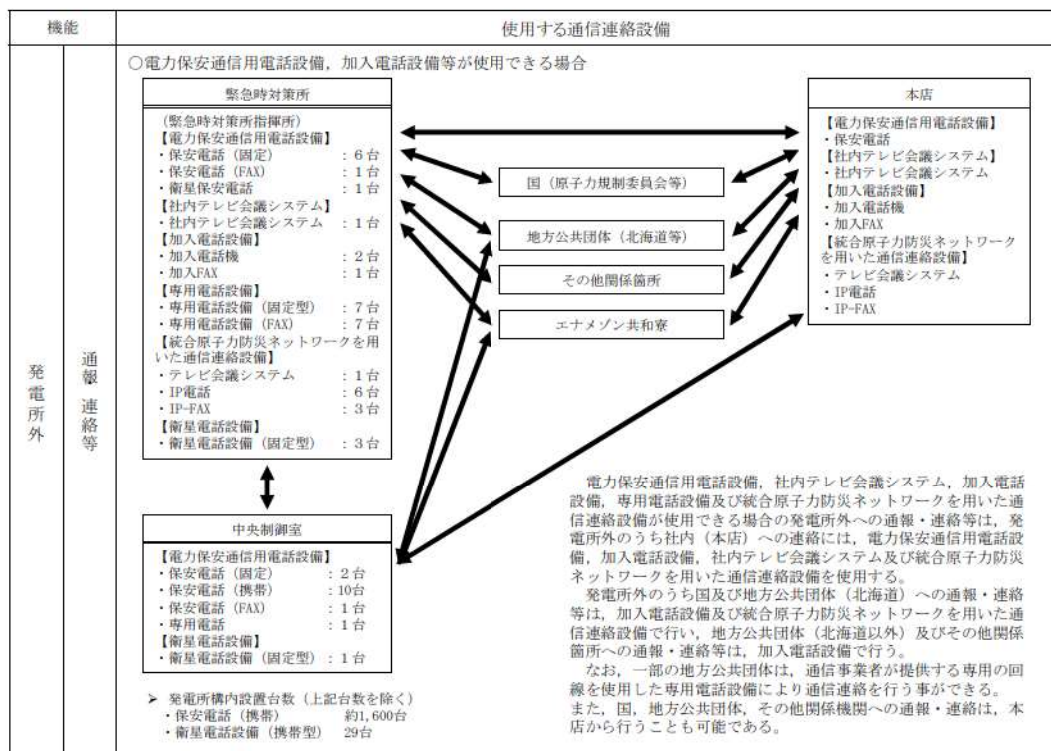 機能
使用する通信連絡設備
発電所外
通報・連絡等
○電力保安通信用電話設備，加入電話設備等が使用できる場合
緊急時対策所
(緊急時対策所指揮所)
【電力保安通信用電話設備】
・保安電話（固定） ：６台
・保安電話（FAX） ：１台
・衛星保安電話 ：１台
【社内テレビ会議システム】
・社内テレビ会議システム ：１台
【加入電話設備】
・加入電話機 ：２台
・加入FAX ：１台
【専用電話設備】
・専用電話設備（固定型） ：７台
・専用電話設備（FAX） ：７台
【統合原子力防災ネットワークを用
いた通信連絡設備】
・テレビ会議システム ：１台
・IP電話 ：６台
・IP-FAX ：３台
【衛星電話設備】
・衛星電話設備（固定型） ：３台
国（原子力規制委員会等）
地方公共団体（北海道等）
その他関係箇所
エナメゾン共和寮
本店
【電力保安通信用電話設備】
・保安電話
【社内テレビ会議システム】
・社内テレビ会議システム
【加入電話設備】
・加入電話機
・加入FAX
【統合原子力防災ネットワーク
を用いた通信連絡設備】
・テレビ会議システム
・IP電話
・IP-FAX
中央制御室
【電力保安通信用電話設備】
・保安電話（固定） ：２台
・保安電話（携帯） ：10台
・保安電話（FAX） ：１台
・専用電話 ：１台
【衛星電話設備】
・衛星電話設備（固定型）：１台
➢ 発電所構内設置台数（上記台数を除く）
・保安電話（携帯） 約1,600台
・衛星電話設備（携帯型） 29台
電力保安通信用電話設備，社内テレビ会議システム，加入電話
設備，専用電話設備及び統合原子力防災ネットワークを用いた通
信連絡設備が使用できる場合の発電所外への通報・連絡等は，発
電所外のうち社内（本店）への連絡には，電力保安通信用電話設
備，加入電話設備，社内テレビ会議システム及び統合原子力防災
ネットワークを用いた通信連絡設備を使用する。
発電所外のうち国及び地方公共団体（北海道）への通報・連絡
等は，加入電話設備及び統合原子力防災ネットワークを用いた通
信連絡設備で行い，地方公共団体（北海道以外）及びその他関係
箇所への通報・連絡等は，加入電話設備で行う。
なお，一部の地方公共団体は，通信事業者が提供する専用の回
線を使用した専用電話設備により通信連絡を行う事ができる。
また，国，地方公共団体，その他関係機関への通報・連絡は，本
店から行うことも可能である。